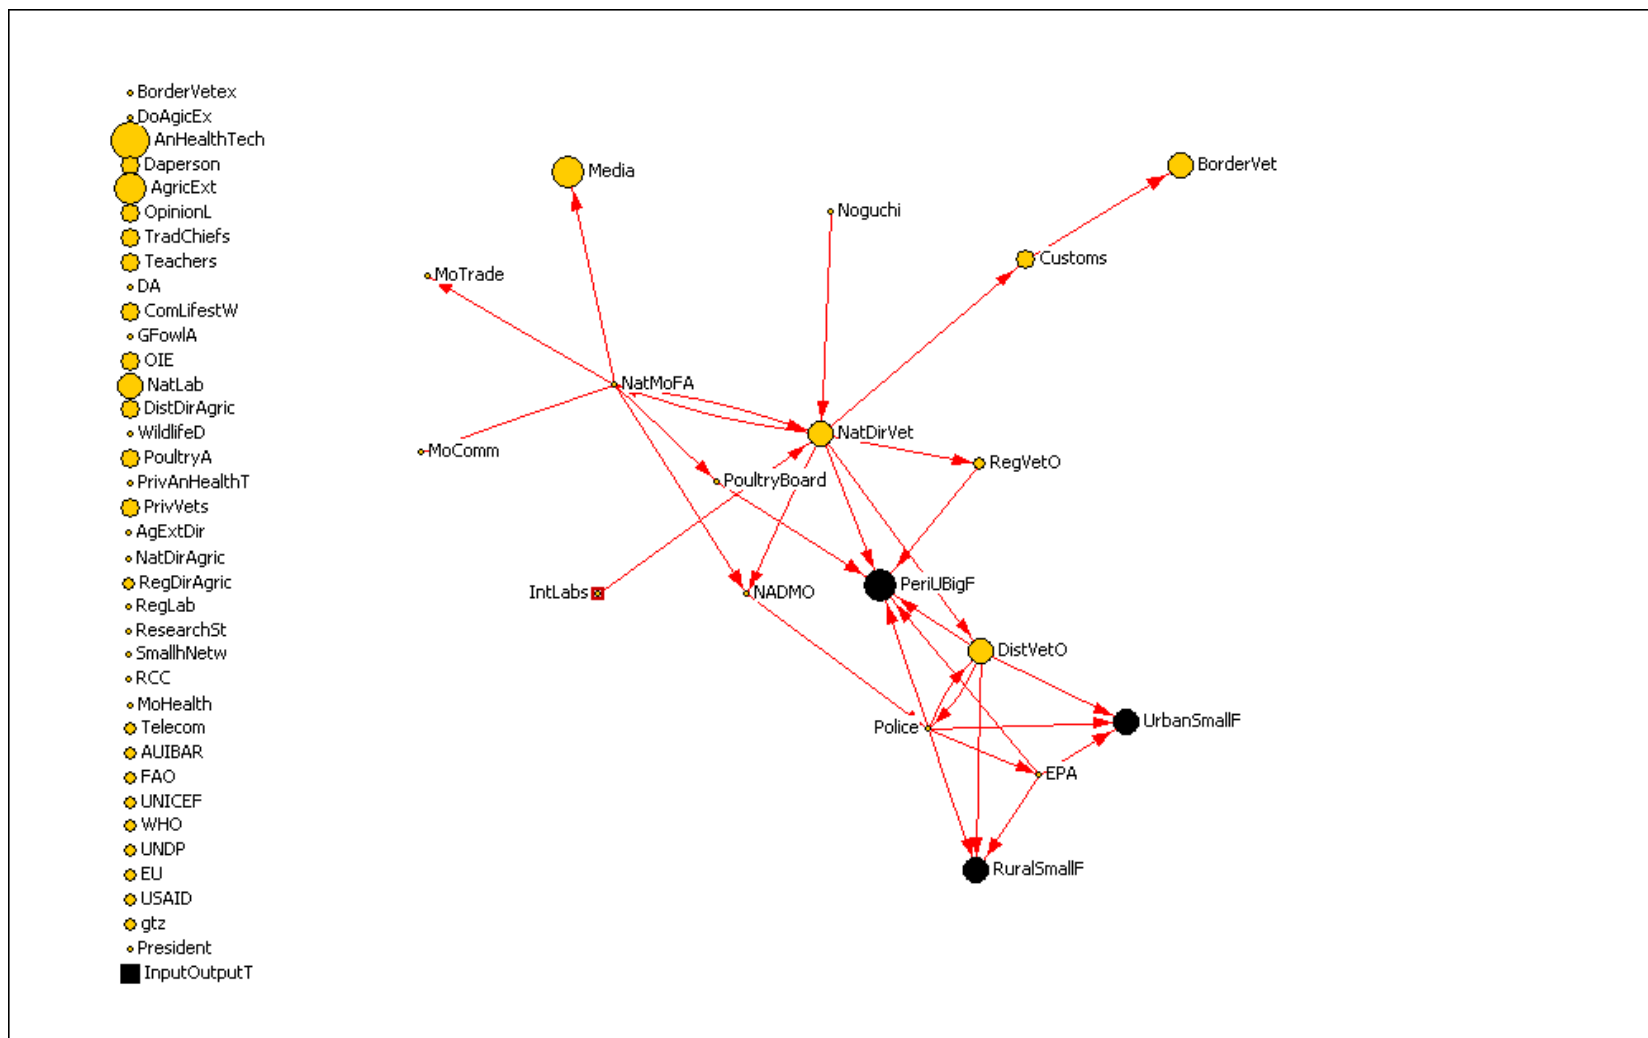 BorderVetex
DoAgicEx
AnHealthTech
Daperson
AgricExt
OpinionL
TradChiefs
Teachers
DA
ComLifestW
GFowlA
OIE
NatLab
DistDirAgric
WildlifeD
PoultryA
PrivAnHealthT
PrivVets
AgExtDir
NatDirAgric
RegDirAgric
RegLab
ResearchSt
SmallhNetw
RCC
MoHealth
Telecom
AUIBAR
FAO
UNICEF
WHO
UNDP
EU
USAID
gtz
President
InputOutputT
Media
BorderVet
Noguchi
Customs
MoTrade
NatMoFA
NatDirVet
MoComm
RegVetO
PoultryBoard
IntLabs
NADMO
PeriUBigF
DistVetO
Police
UrbanSmallF
EPA
RuralSmallF